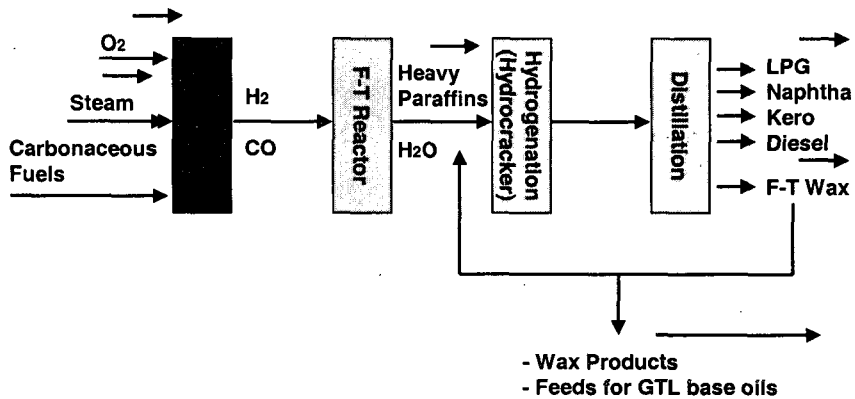 O2
Steam
Carbonaceous
Fuels
H2
CO
F-T Reactor
Heavy
Paraffins
H2O
Hydrogenation
(Hydrocracker)
Distillation
LPG
Naphtha
Kero
Diesel
F-T Wax
- Wax Products
- Feeds for GTL base oils